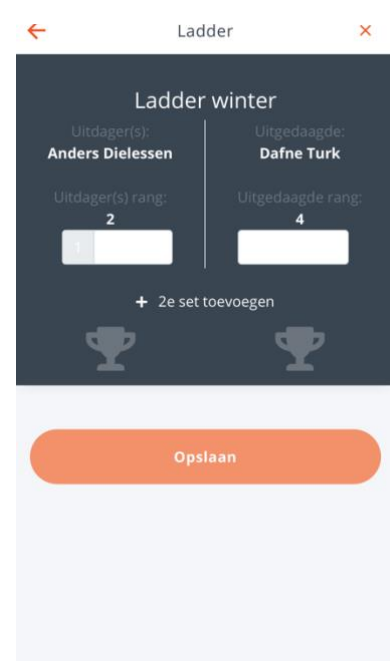 Ladder
Ladder winter
Uitdager(s):
Anders Dielessen
Uitdager(s) rang:
2
1
Uitgedaagde:
Dafne Turk
Uitgedaagde rang:
4
+ 2e set toevoegen
Opslaan